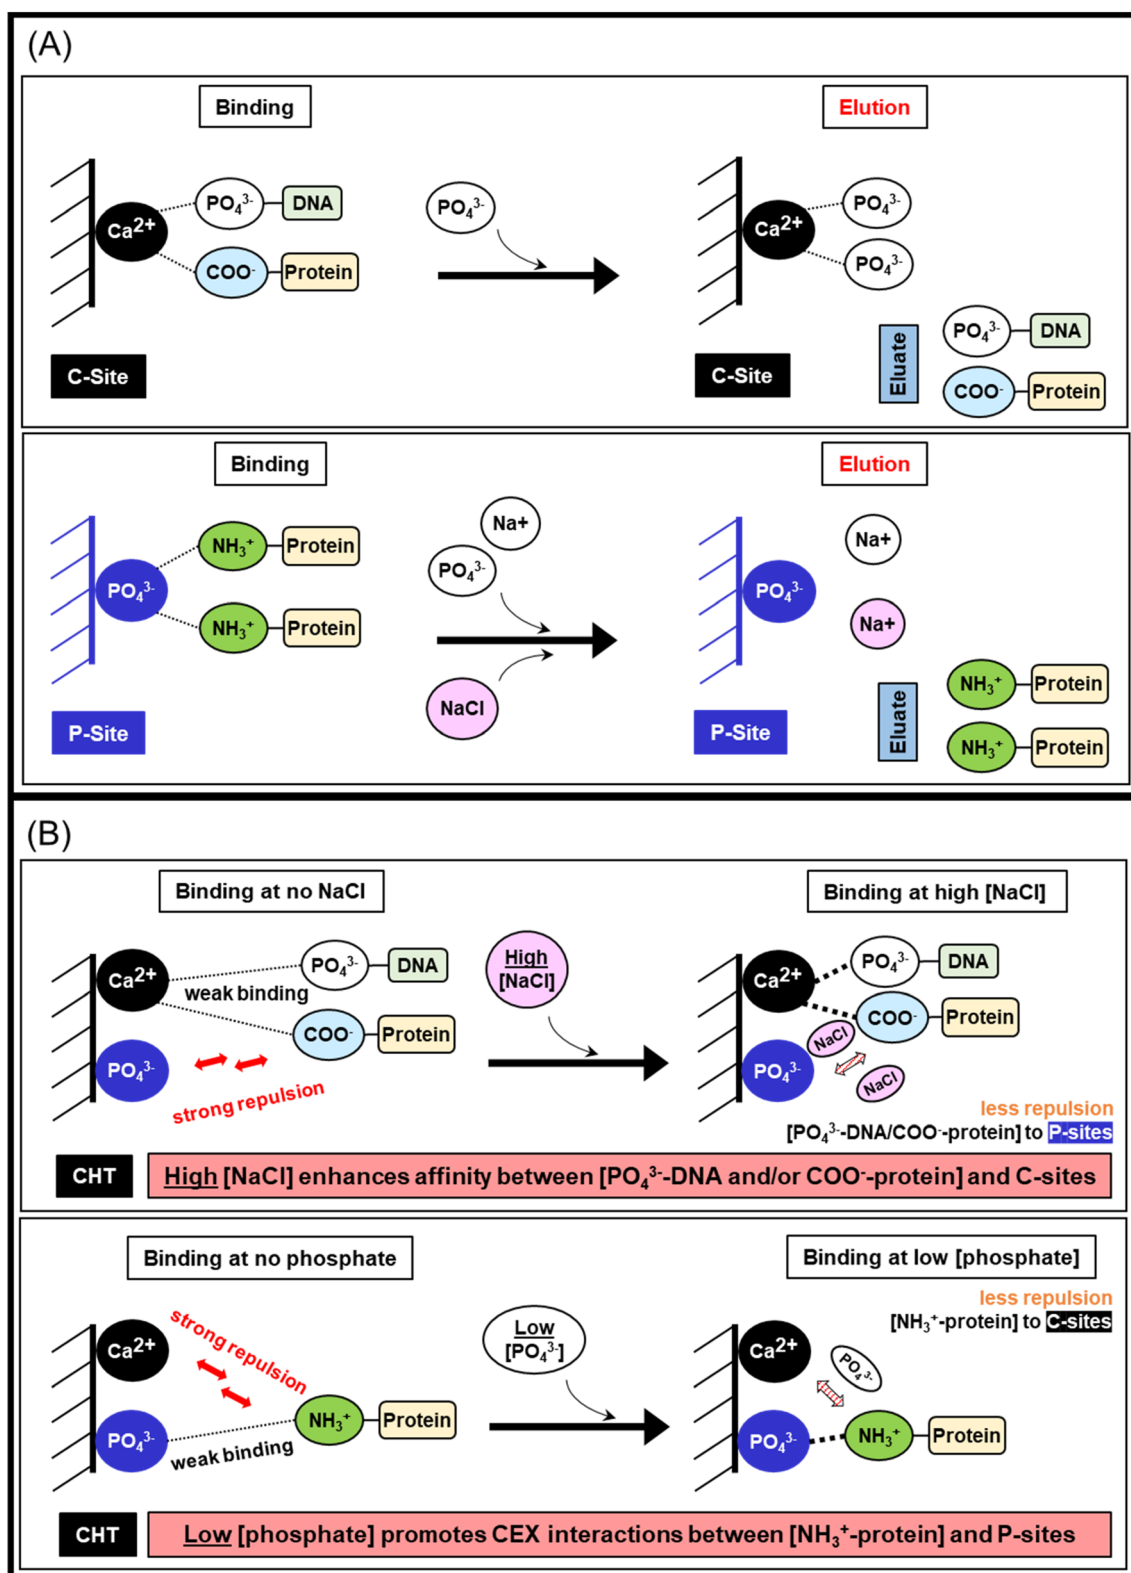 (A)
Binding
Elution
Ca2+
PO₄³⁻
DNA
COO⁻
Protein
PO₄³⁻
Ca2+
PO₄³⁻
PO₄³⁻
C-Site
C-Site
Eluate
PO₄³⁻
DNA
COO⁻
Protein
Binding
Elution
PO₄³⁻
NH₃⁺
Protein
NH₃⁺
Protein
Na+
PO₄³⁻
NaCl
PO₄³⁻
Na+
Na+
P-Site
P-Site
Eluate
NH₃⁺
Protein
NH₃⁺
Protein
(B)
Binding at no NaCl
Binding at high [NaCl]
Ca2+
PO₄³⁻
DNA
weak binding
COO⁻
Protein
PO₄³⁻
strong repulsion
High
[NaCl]
Ca2+
PO₄³⁻
DNA
COO⁻
Protein
NaCl
PO₄³⁻
NaCl
less repulsion
[PO₄³⁻-DNA/COO⁻-protein] to P-sites
CHT
High [NaCl] enhances affinity between [PO₄³⁻-DNA and/or COO⁻-protein] and C-sites
Binding at no phosphate
Binding at low [phosphate]
Ca2+
strong repulsion
NH₃⁺
Protein
PO₄³⁻
weak binding
Low
[PO₄³⁻]
less repulsion
[NH₃⁺-protein] to C-sites
Ca2+
PO₄³⁻
PO₄³⁻
NH₃⁺
Protein
CHT
Low [phosphate] promotes CEX interactions between [NH₃⁺-protein] and P-sites